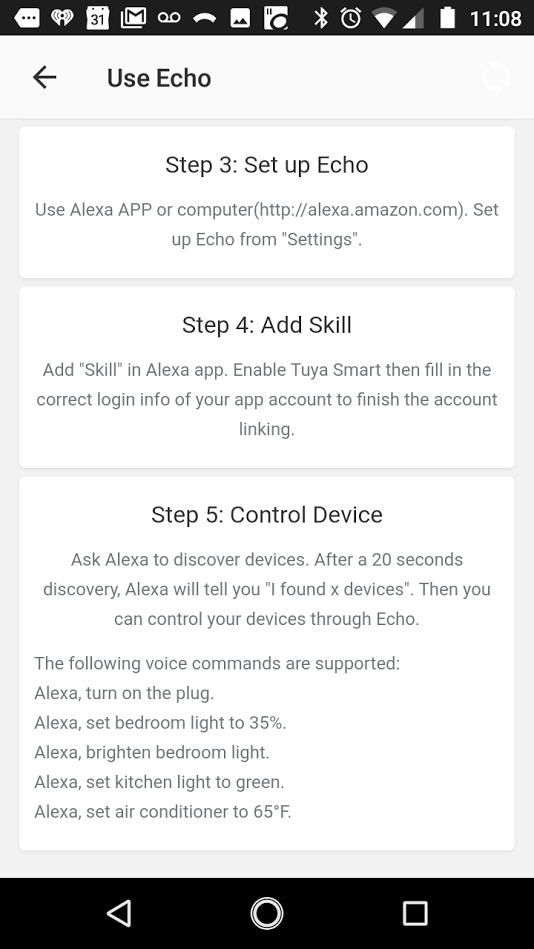 31
11:08
Use Echo
Step 3: Set up Echo
Use Alexa APP or computer(http://alexa.amazon.com). Set
up Echo from "Settings".
Step 4: Add Skill
Add "Skill" in Alexa app. Enable Tuya Smart then fill in the
correct login info of your app account to finish the account
linking.
Step 5: Control Device
Ask Alexa to discover devices. After a 20 seconds
discovery, Alexa will tell you "I found x devices". Then you
can control your devices through Echo.
The following voice commands are supported:
Alexa, turn on the plug.
Alexa, set bedroom light to 35%.
Alexa, brighten bedroom light.
Alexa, set kitchen light to green.
Alexa, set air conditioner to 65°F.